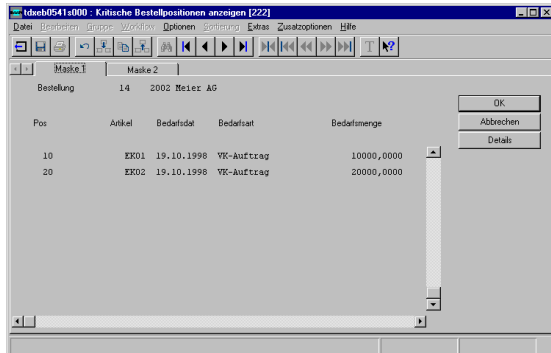 tdxeb0541s000 : Kritische Bestellpositionen anzeigen [222]
Datei Bearbeiten Gruppe Workflow Optionen Sortierung Extras Zusatzoptionen Hilfe
T ?
Maske 1 Maske 2
Bestellung 14 2002 Meier AG
OK
Abbrechen
Details
Pos Artikel Bedarfsdat Bedarfsart Bedarfsmenge
10 EK01 19.10.1998 VK-Auftrag 10000,0000
20 EK02 19.10.1998 VK-Auftrag 20000,0000